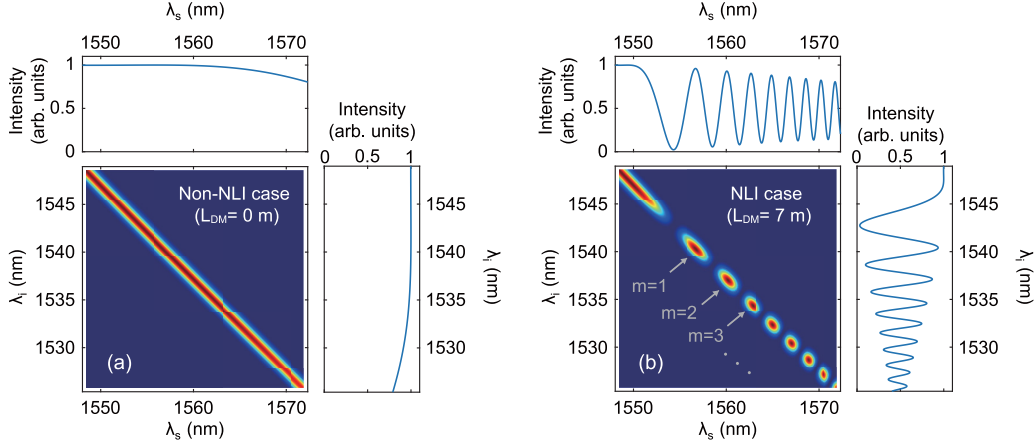 λs (nm)
1550 1560 1570
Intensity
(arb. units)
1
0.5
0
Intensity
(arb. units)
0 0.5 1
Non-NLI case
(LDM= 0 m)
(a)
λi (nm)
1545
1540
1535
1530
1545
1540
1535
1530
λi (nm)
1550 1560 1570
λs (nm)
λs (nm)
1550 1560 1570
Intensity
(arb. units)
1
0.5
0
Intensity
(arb. units)
0 0.5 1
NLI case
(LDM= 7 m)
m=1
m=2
m=3
(b)
λi (nm)
1545
1540
1535
1530
1545
1540
1535
1530
λi (nm)
1550 1560 1570
λs (nm)